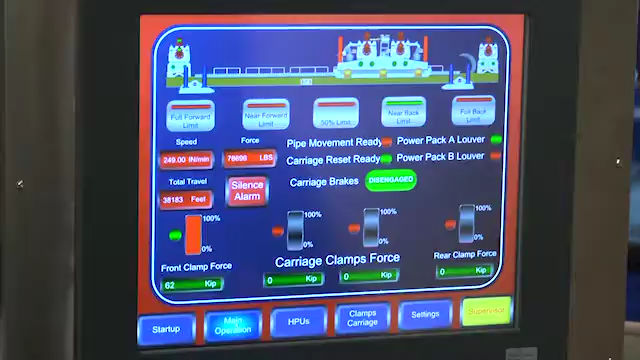 Full Forward Limit
Near Forward Limit
50% Limit
Near Back Limit
Full Back Limit
Speed
Force
249.00 IN/min
LBS
Pipe Movement Ready
Power Pack A Louver
Carriage Reset Ready
Power Pack B Louver
Total Travel
38183 Feet
Silence Alarm
Carriage Brakes
DISENGAGED
100%
0%
100%
0%
100%
0%
100%
0%
Front Clamp Force
Carriage Clamps Force
Rear Clamp Force
62 Kip
0 Kip
0 Kip
0 Kip
Startup
Main Operation
HPUs
Clamps Carriage
Settings
Supervisor